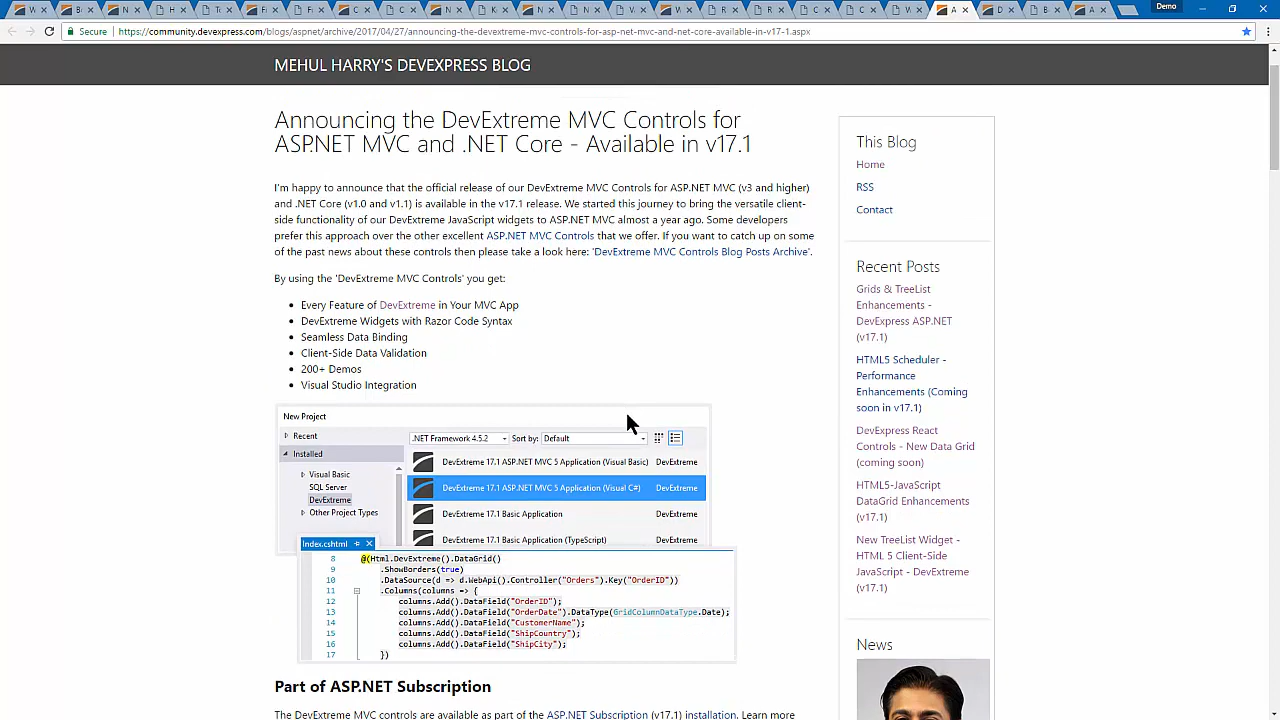 Demo
Secure
https://community.devexpress.com/blogs/aspnet/archive/2017/04/27/announcing-the-devextreme-mvc-controls-for-asp-net-mvc-and-net-core-available-in-v17-1.aspx
MEHUL HARRY'S DEVEXPRESS BLOG
Announcing the DevExtreme MVC Controls for
ASP.NET MVC and .NET Core - Available in v17.1
I'm happy to announce that the official release of our DevExtreme MVC Controls for ASP.NET MVC (v3 and higher)
and .NET Core (v1.0 and v1.1) is available in the v17.1 release. We started this journey to bring the versatile client-
side functionality of our DevExtreme JavaScript widgets to ASP.NET MVC almost a year ago. Some developers
prefer this approach over the other excellent ASP.NET MVC Controls that we offer. If you want to catch up on some
of the past news about these controls then please take a look here: 'DevExtreme MVC Controls Blog Posts Archive'.
By using the 'DevExtreme MVC Controls' you get:
Every Feature of DevExtreme in Your MVC App
DevExtreme Widgets with Razor Code Syntax
Seamless Data Binding
Client-Side Data Validation
200+ Demos
Visual Studio Integration
New Project
Recent
.NET Framework 4.5.2 Sort by: Default
Installed
Visual Basic
SQL Server
DevExtreme
Other Project Types
DevExtreme 17.1 ASP.NET MVC 5 Application (Visual Basic) DevExtreme
DevExtreme 17.1 ASP.NET MVC 5 Application (Visual C#) DevExtreme
DevExtreme 17.1 Basic Application DevExtreme
DevExtreme 17.1 Basic Application (TypeScript) DevExtreme
Index.cshtml
8 @(Html.DevExtreme().DataGrid()
9 .ShowBorders(true)
10 .DataSource(d => d.WebApi().Controller("Orders").Key("OrderID"))
11 .Columns(columns => {
12 columns.Add().DataField("OrderID");
13 columns.Add().DataField("OrderDate").DataType(GridColumnDataType.Date);
14 columns.Add().DataField("CustomerName");
15 columns.Add().DataField("ShipCountry");
16 columns.Add().DataField("ShipCity");
17 })
Part of ASP.NET Subscription
The DevExtreme MVC controls are available as part of the ASP.NET Subscription (v17.1) installation. Learn more
This Blog
Home
RSS
Contact
Recent Posts
Grids & TreeList
Enhancements -
DevExpress ASP.NET
(v17.1)
HTML5 Scheduler -
Performance
Enhancements (Coming
soon in v17.1)
DevExpress React
Controls - New Data Grid
(coming soon)
HTML5-JavaScript
DataGrid Enhancements
(v17.1)
New TreeList Widget -
HTML 5 Client-Side
JavaScript - DevExtreme
(v17.1)
News